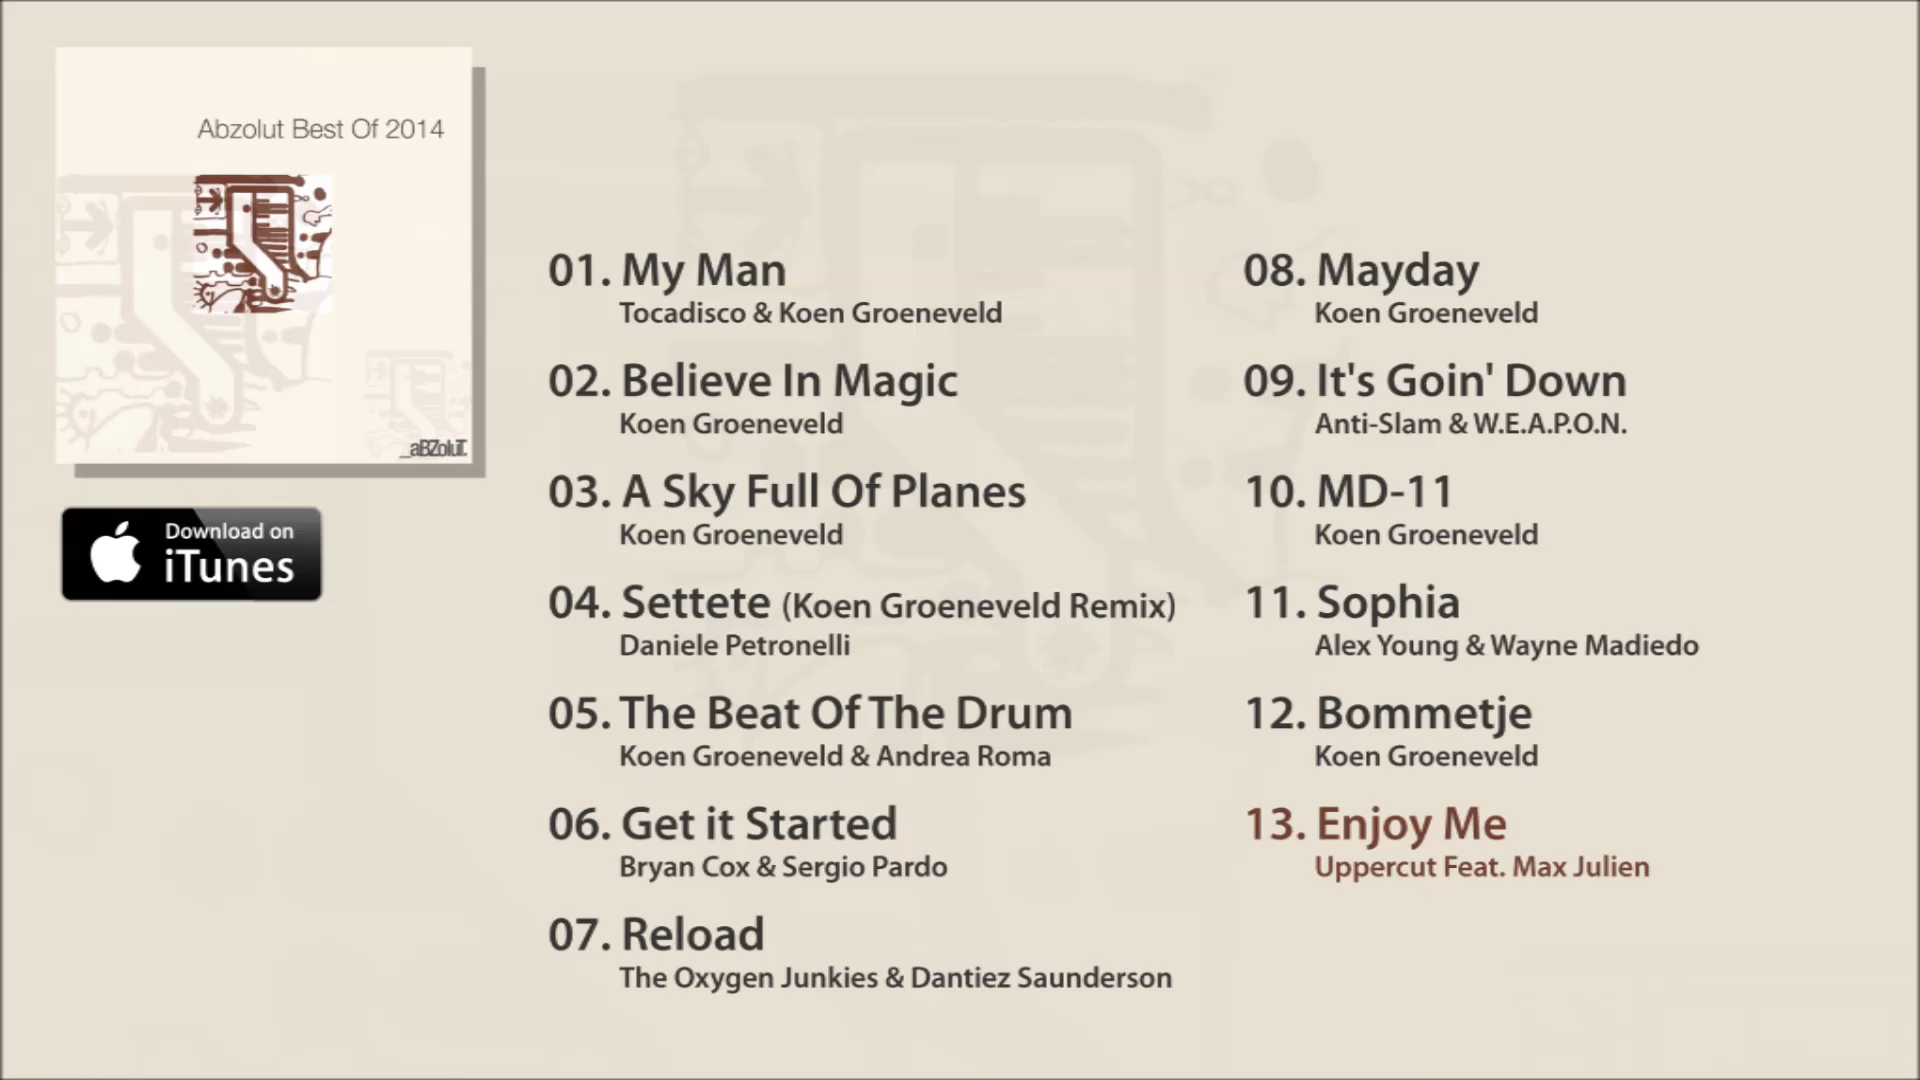 Abzolut Best Of 2014
_aBZoluT.
Download on
iTunes
01. My Man
Tocadisco & Koen Groeneveld
02. Believe In Magic
Koen Groeneveld
03. A Sky Full Of Planes
Koen Groeneveld
04. Settete (Koen Groeneveld Remix)
Daniele Petronelli
05. The Beat Of The Drum
Koen Groeneveld & Andrea Roma
06. Get it Started
Bryan Cox & Sergio Pardo
07. Reload
The Oxygen Junkies & Dantiez Saunderson
08. Mayday
Koen Groeneveld
09. It's Goin' Down
Anti-Slam & W.E.A.P.O.N.
10. MD-11
Koen Groeneveld
11. Sophia
Alex Young & Wayne Madiedo
12. Bommetje
Koen Groeneveld
13. Enjoy Me
Uppercut Feat. Max Julien